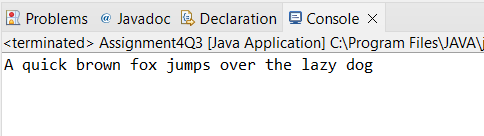 Problems @ Javadoc Declaration Console
<terminated> Assignment4Q3 [Java Application] C:\Program Files\JAVA\
A quick brown fox jumps over the lazy dog